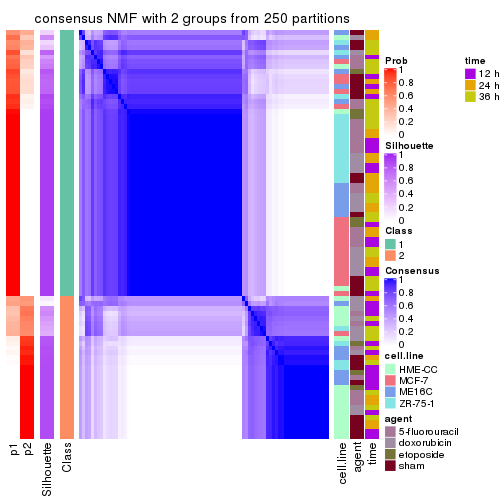 consensus NMF with 2 groups from 250 partitions
Prob
1
0.8
0.6
0.4
0.2
0
time
12 h
24 h
36 h
Silhouette
1
0.8
0.6
0.4
0.2
0
Class
1
2
Consensus
1
0.8
0.6
0.4
0.2
0
cell.line
HME-CC
MCF-7
ME16C
ZR-75-1
agent
5-fluorouracil
doxorubicin
etoposide
sham
p1
p2
Silhouette
Class
cell.line
agent
time